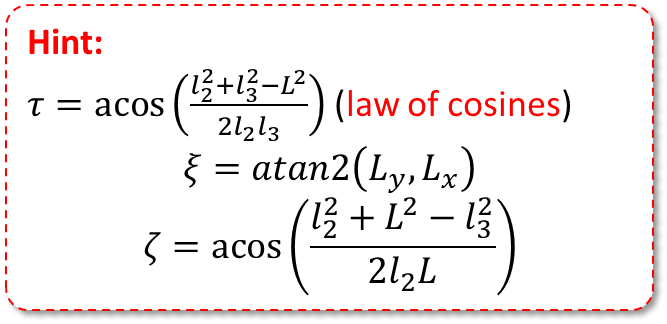 Hint:
τ = acos((l₂²+l₃²−L²)/(2l₂l₃)) (law of cosines)
ξ = atan2(L_y, L_x)
ζ = acos((l₂² + L² − l₃²)/(2l₂L))